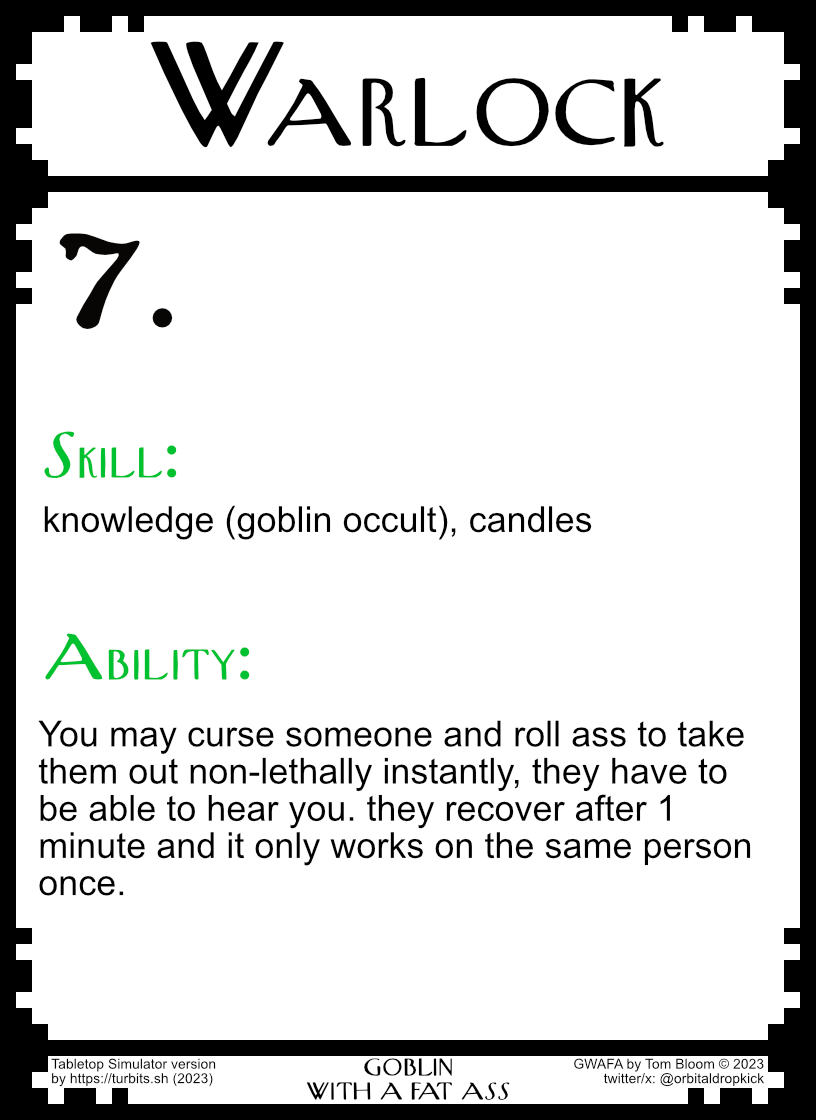 Warlock
7.
Skill:
knowledge (goblin occult), candles
Ability:
You may curse someone and roll ass to take
them out non-lethally instantly, they have to
be able to hear you. they recover after 1
minute and it only works on the same person
once.
Tabletop Simulator version
by https://turbits.sh (2023)
GOBLIN
WITH A FAT ASS
GWAFA by Tom Bloom © 2023
twitter/x: @orbitaldropkick